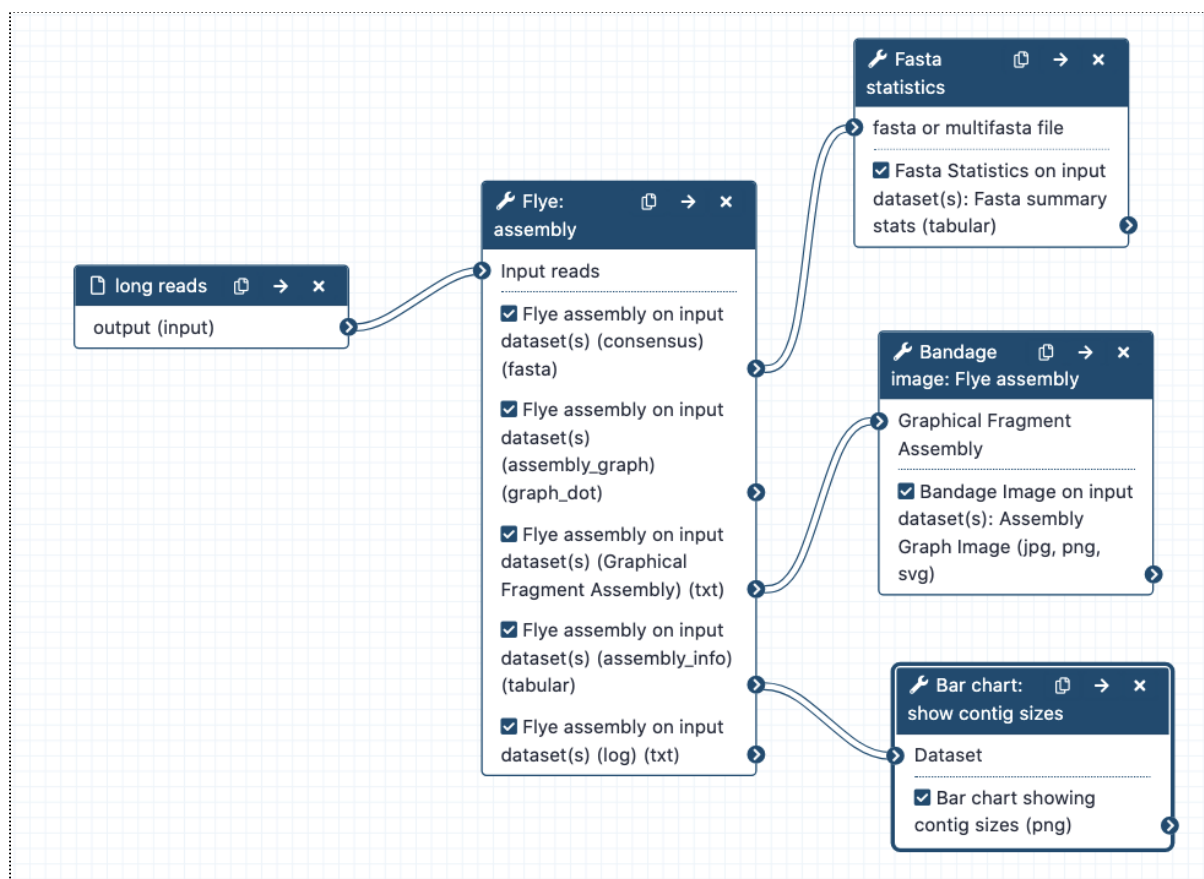 long reads
output (input)
Flye:
assembly
Input reads
Flye assembly on input
dataset(s) (consensus)
(fasta)
Flye assembly on input
dataset(s)
(assembly_graph)
(graph_dot)
Flye assembly on input
dataset(s) (Graphical
Fragment Assembly) (txt)
Flye assembly on input
dataset(s) (assembly_info)
(tabular)
Flye assembly on input
dataset(s) (log) (txt)
Fasta
statistics
fasta or multifasta file
Fasta Statistics on input
dataset(s): Fasta summary
stats (tabular)
Bandage
image: Flye assembly
Graphical Fragment
Assembly
Bandage Image on input
dataset(s): Assembly
Graph Image (jpg, png,
svg)
Bar chart:
show contig sizes
Dataset
Bar chart showing
contig sizes (png)